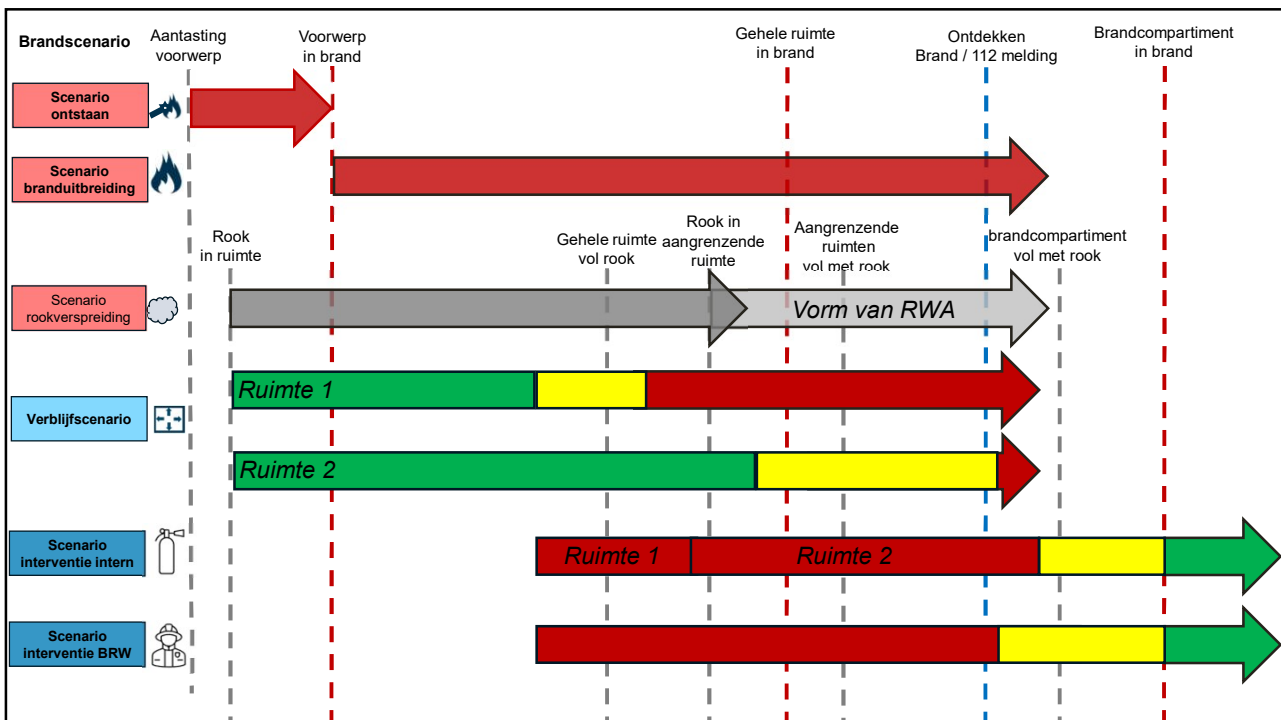 Brandscenario
Aantasting
voorwerp
Voorwerp
in brand
Gehele ruimte
in brand
Ontdekken
Brand / 112 melding
Brandcompartiment
in brand
Scenario
ontstaan
Scenario
branduitbreiding
Rook
in ruimte
Gehele ruimte
vol rook
Rook in
aangrenzende
ruimte
Aangrenzende
ruimten
vol met rook
brandcompartiment
vol met rook
Scenario
rookverspreiding
Vorm van RWA
Ruimte 1
Verblijfscenario
Ruimte 2
Scenario
interventie intern
Ruimte 1
Ruimte 2
Scenario
interventie BRW